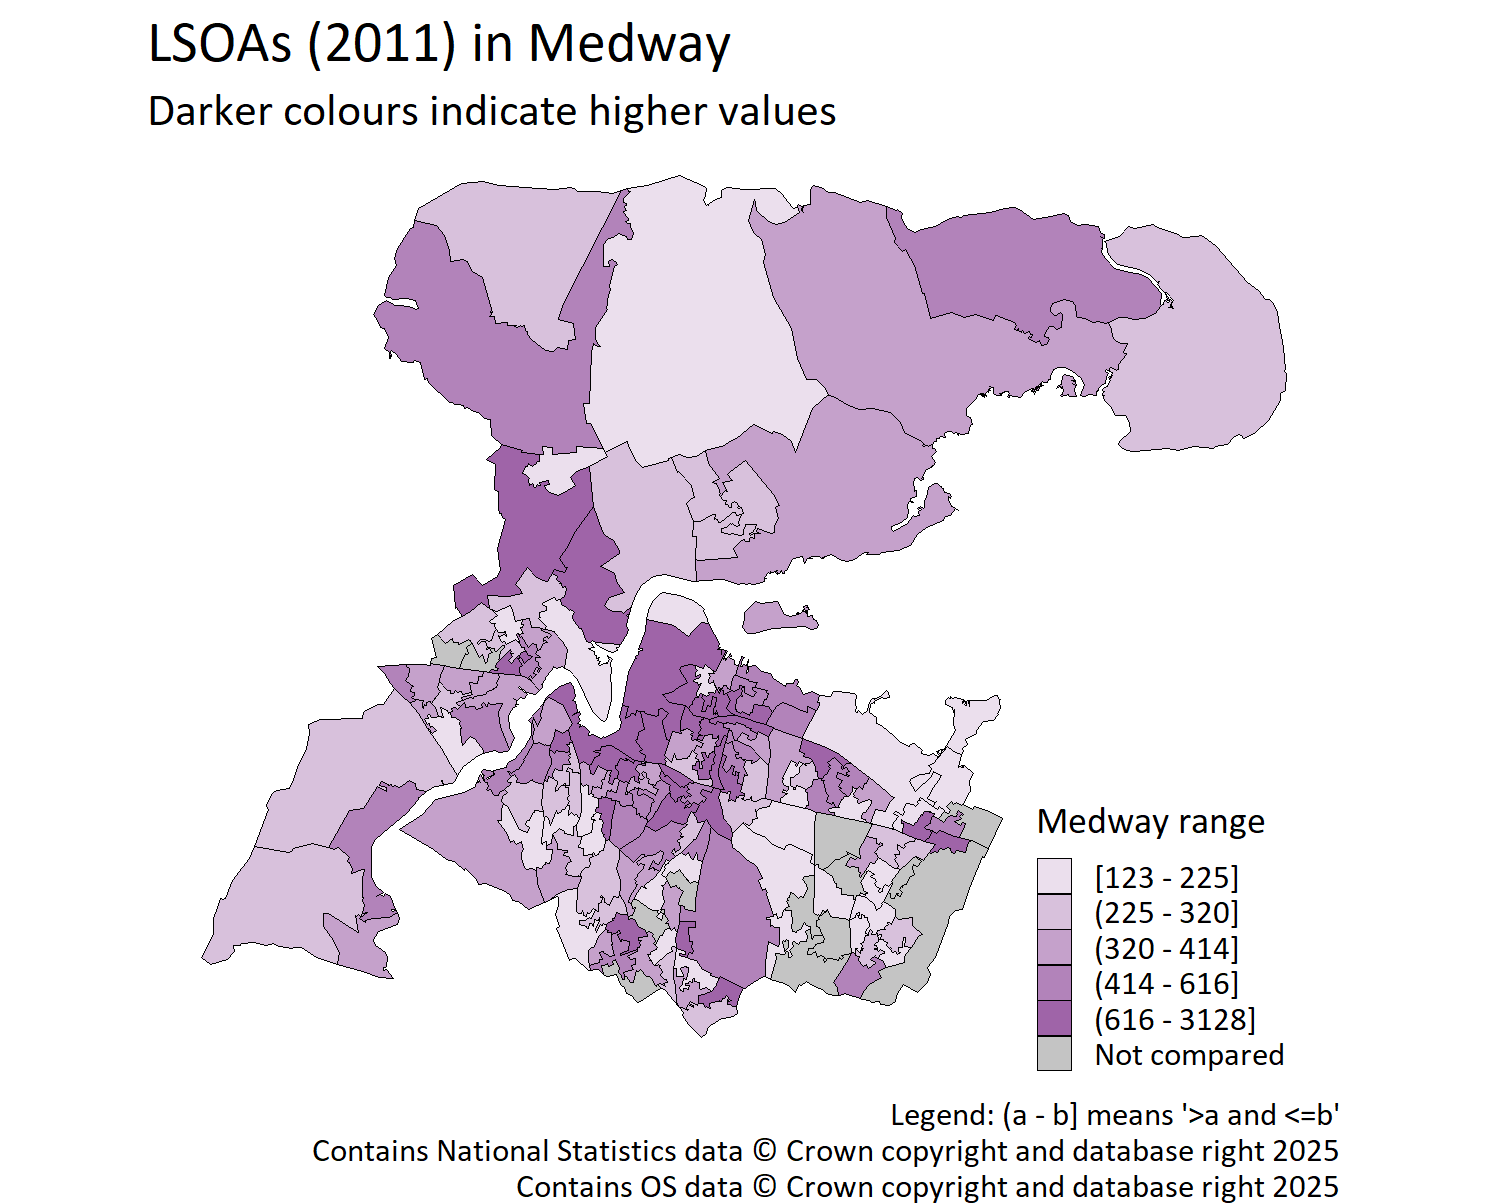 LSOAs (2011) in Medway
Darker colours indicate higher values
Medway range
[123 - 225]
(225 - 320]
(320 - 414]
(414 - 616]
(616 - 3128]
Not compared
Legend: (a - b] means '>a and <=b'
Contains National Statistics data © Crown copyright and database right 2025
Contains OS data © Crown copyright and database right 2025